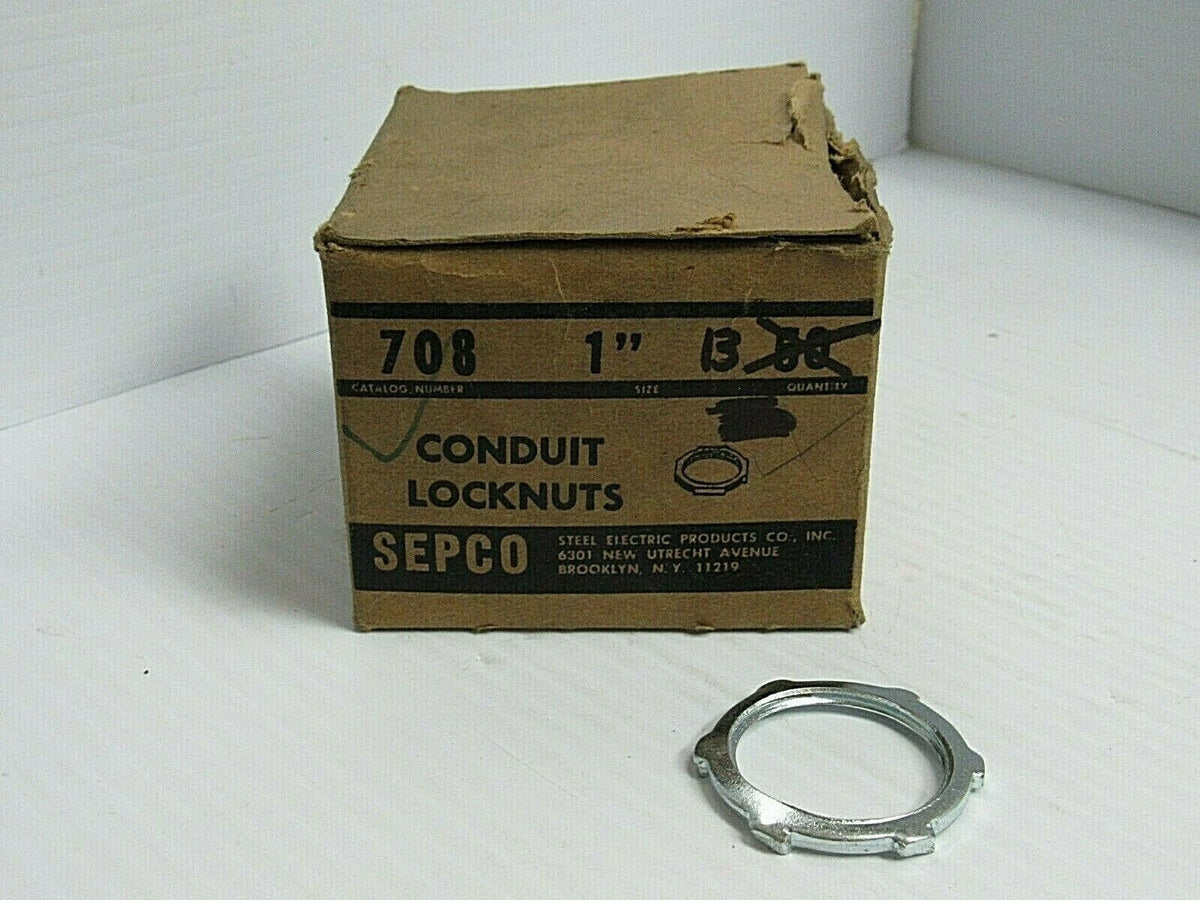 708 1" 13
CATALOG NUMBER SIZE QUANTITY
CONDUIT
LOCKNUTS
SEPCO
STEEL ELECTRIC PRODUCTS CO., INC.
6301 NEW UTRECHT AVENUE
BROOKLYN, N.Y. 11219